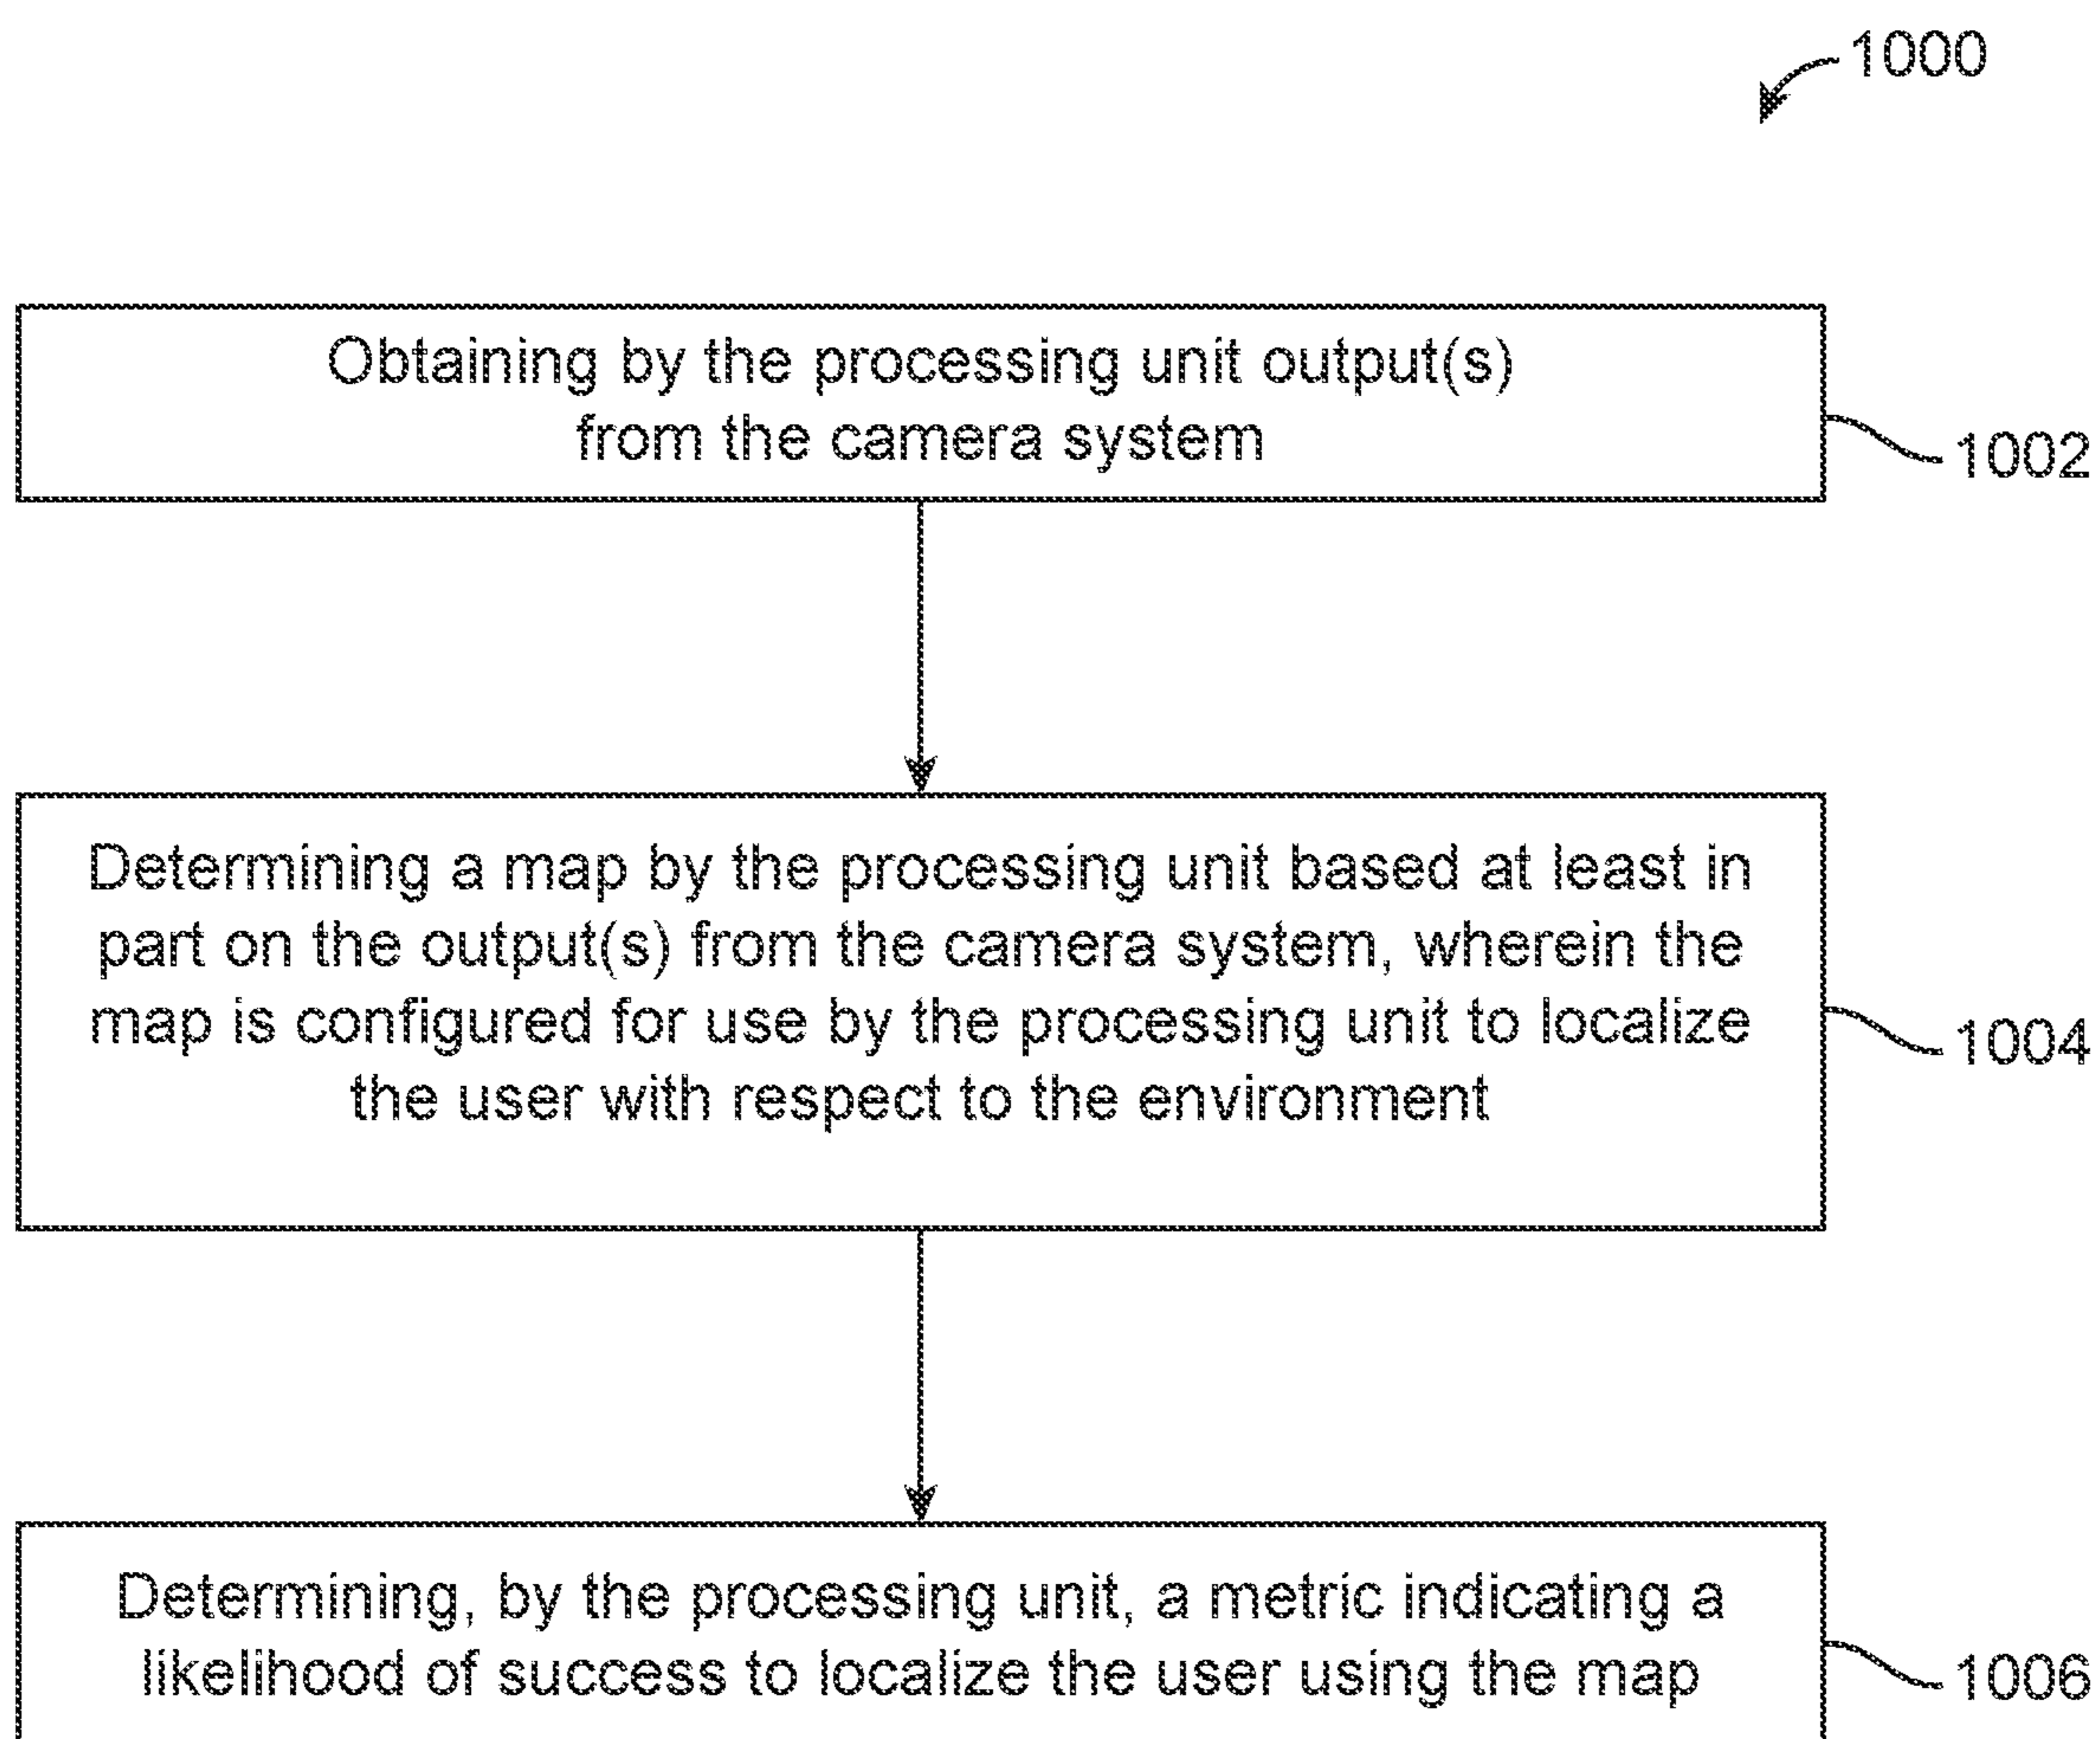 1000
Obtaining by the processing unit output(s)
from the camera system
1002
Determining a map by the processing unit based at least in
part on the output(s) from the camera system, wherein the
map is configured for use by the processing unit to localize
the user with respect to the environment
1004
Determining, by the processing unit, a metric indicating a
likelihood of success to localize the user using the map
1006